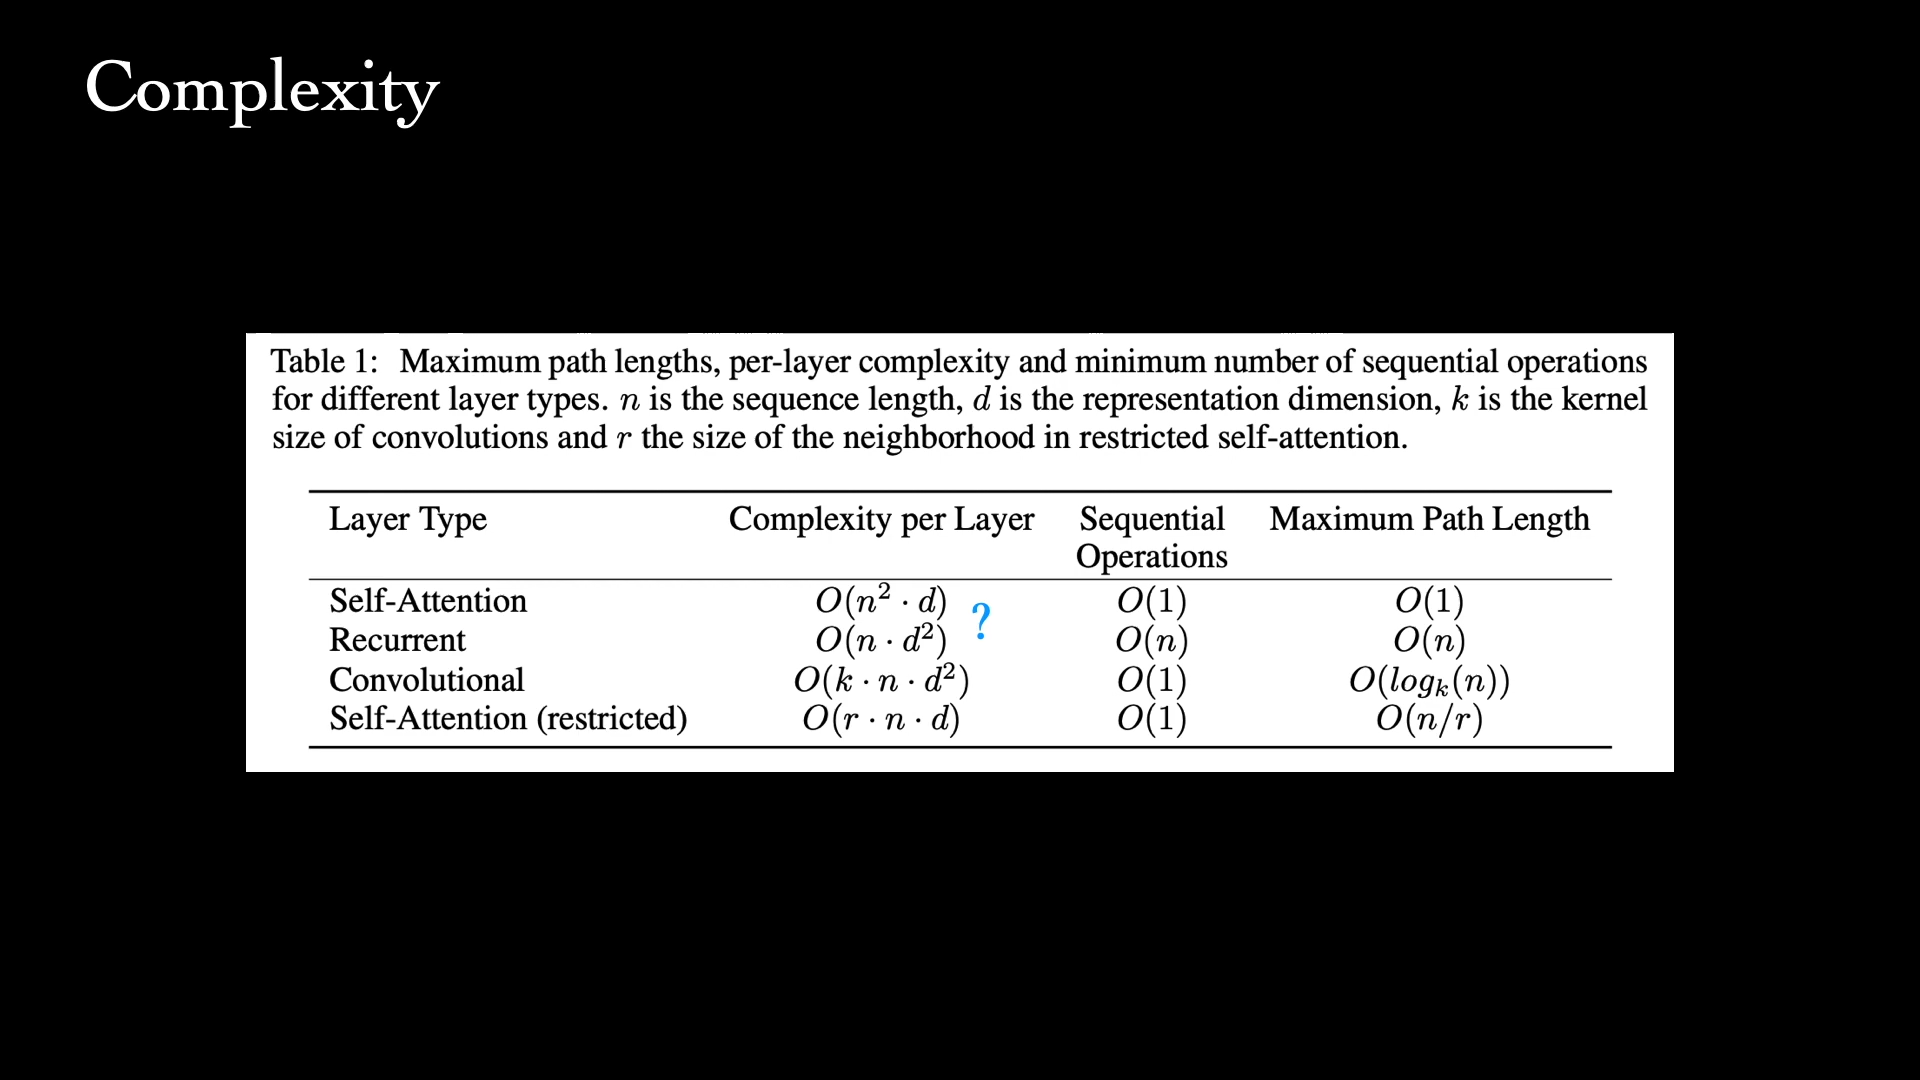 Complexity
Table 1: Maximum path lengths, per-layer complexity and minimum number of sequential operations
for different layer types. n is the sequence length, d is the representation dimension, k is the kernel
size of convolutions and r the size of the neighborhood in restricted self-attention.
Layer Type Complexity per Layer Sequential Maximum Path Length
Operations
Self-Attention O(n² · d) O(1) O(1)
?
Recurrent O(n · d²) O(n) O(n)
Convolutional O(k · n · d²) O(1) O(logₖ(n))
Self-Attention (restricted) O(r · n · d) O(1) O(n/r)